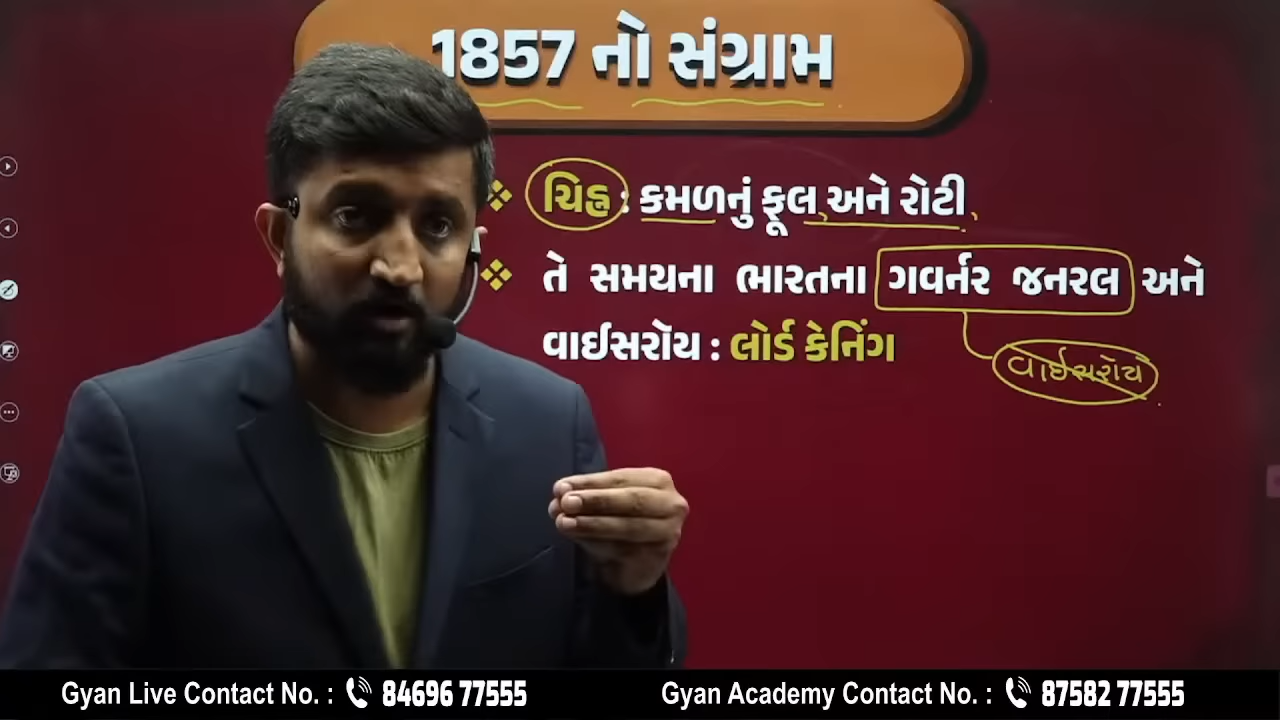 1857 નો સંગ્રામ
❖ ચિહ્ન : કમળનું ફૂલ અને રોટી
❖ તે સમયના ભારતના ગવર્નર જનરલ અને
વાઈસરૉય : લૉર્ડ કેનિંગ
વાઈસરૉય
Gyan Live Contact No. : 84696 77555
Gyan Academy Contact No. : 87582 77555